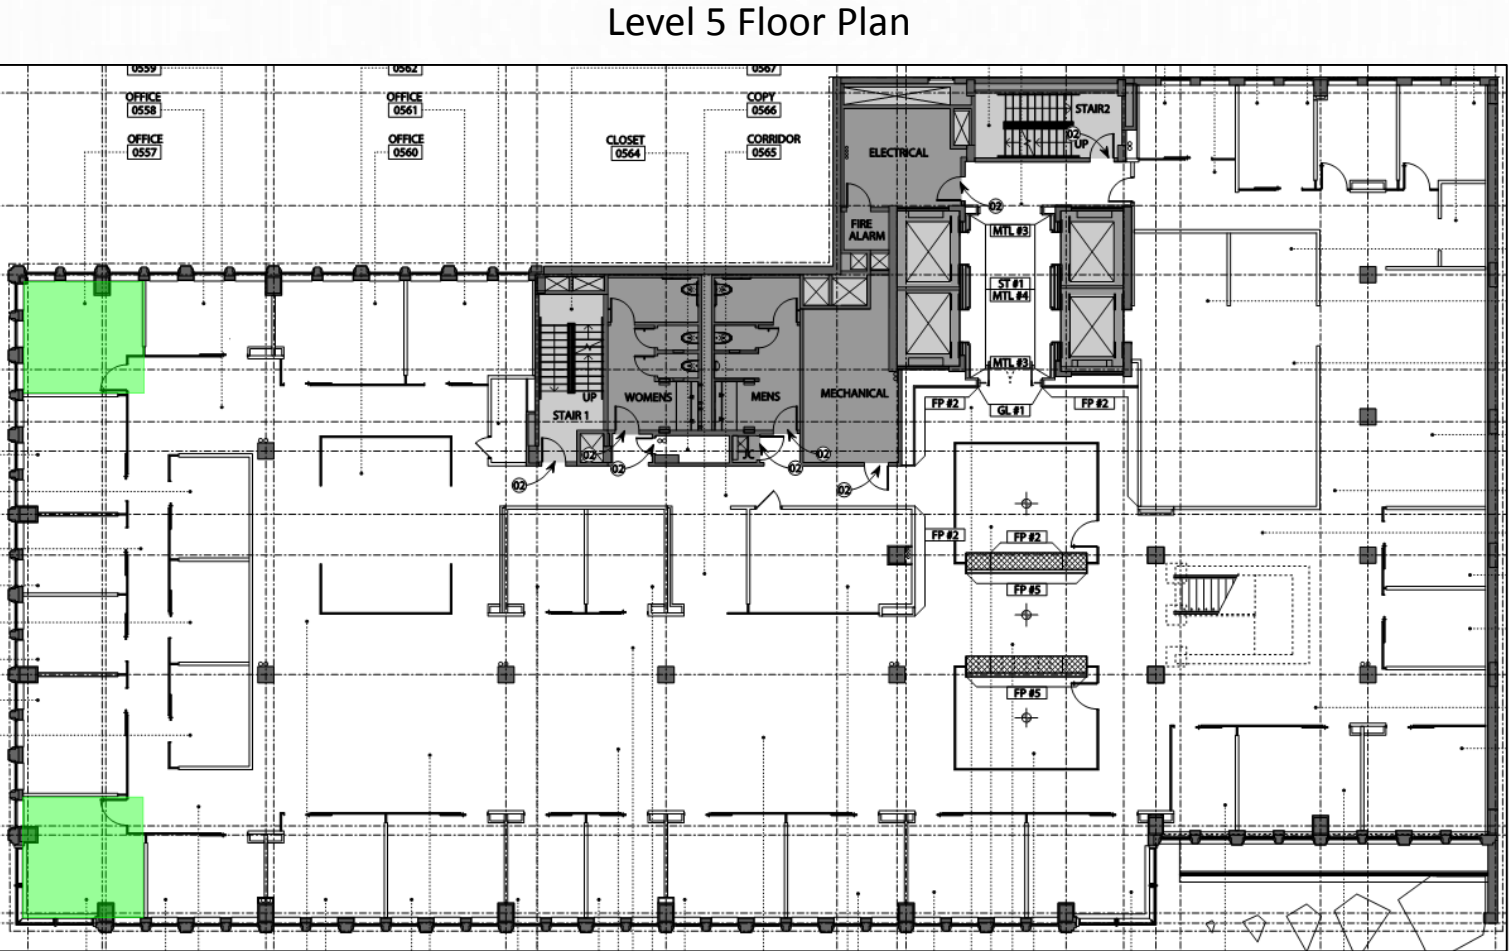 Level 5 Floor Plan
0559
0562
0567
OFFICE
0558
OFFICE
0561
COPY
0566
OFFICE
0557
OFFICE
0560
CLOSET
0564
CORRIDOR
0565
STAIR2
02
UP
ELECTRICAL
02
FIRE
ALARM
MTL #3
ST #1
MTL #4
MTL #3
GL #1
FP #2
FP #2
UP
STAIR 1
WOMENS
MENS
MECHANICAL
JC
02
02
02
02
02
02
FP #2
FP #2
FP #5
FP #5